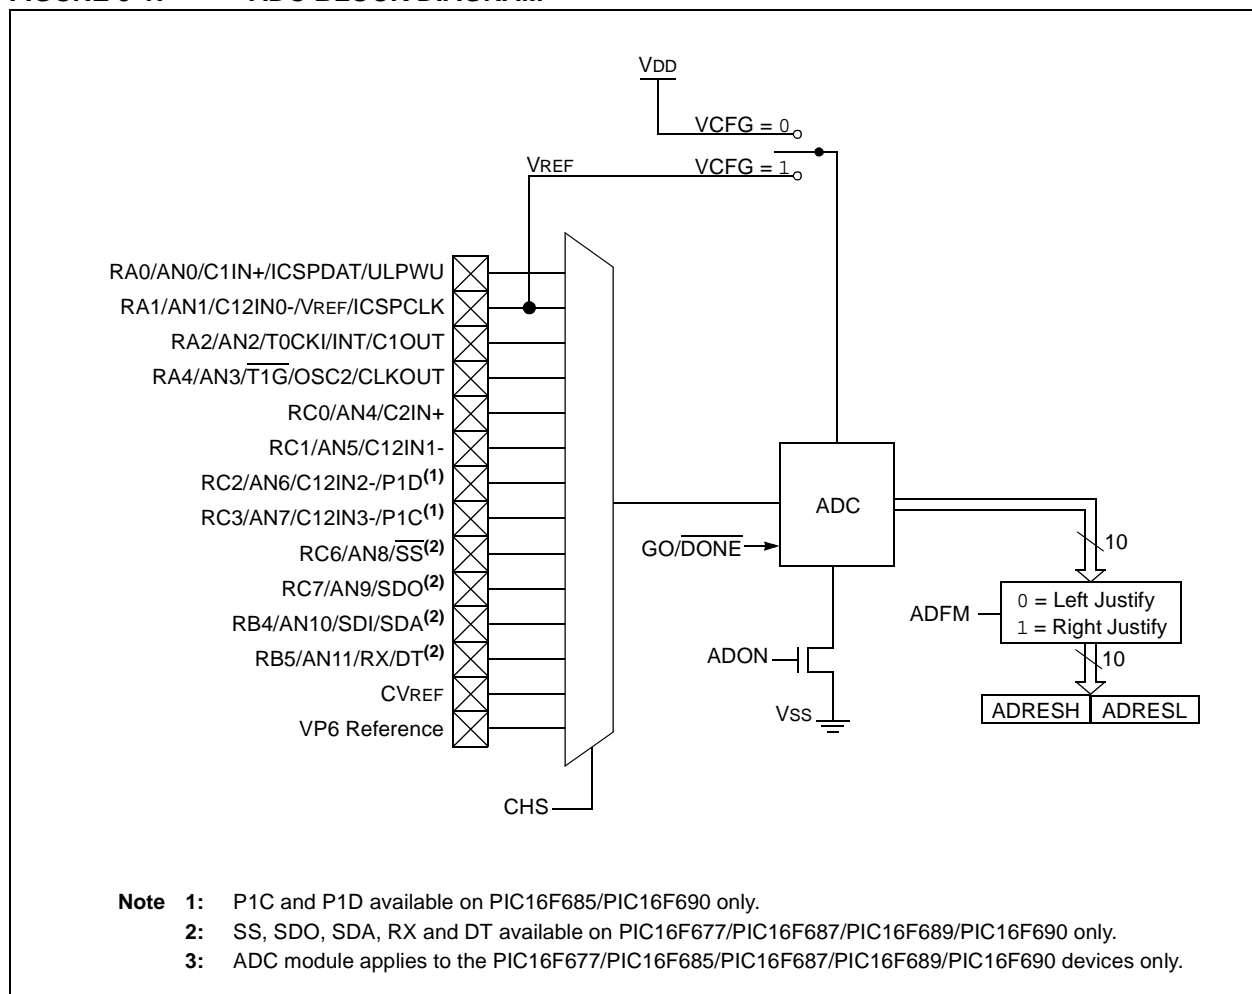 VDD
VCFG = 0
VREF
VCFG = 1
RA0/AN0/C1IN+/ICSPDAT/ULPWU
RA1/AN1/C12IN0-/VREF/ICSPCLK
RA2/AN2/T0CKI/INT/C1OUT
RA4/AN3/T1G/OSC2/CLKOUT
RC0/AN4/C2IN+
RC1/AN5/C12IN1-
RC2/AN6/C12IN2-/P1D(1)
RC3/AN7/C12IN3-/P1C(1)
RC6/AN8/SS(2)
RC7/AN9/SDO(2)
RB4/AN10/SDI/SDA(2)
RB5/AN11/RX/DT(2)
CVREF
VP6 Reference
CHS
ADC
GO/DONE
ADON
VSS
10
ADFM
0 = Left Justify
1 = Right Justify
10
ADRESH ADRESL
Note 1: P1C and P1D available on PIC16F685/PIC16F690 only.
2: SS, SDO, SDA, RX and DT available on PIC16F677/PIC16F687/PIC16F689/PIC16F690 only.
3: ADC module applies to the PIC16F677/PIC16F685/PIC16F687/PIC16F689/PIC16F690 devices only.